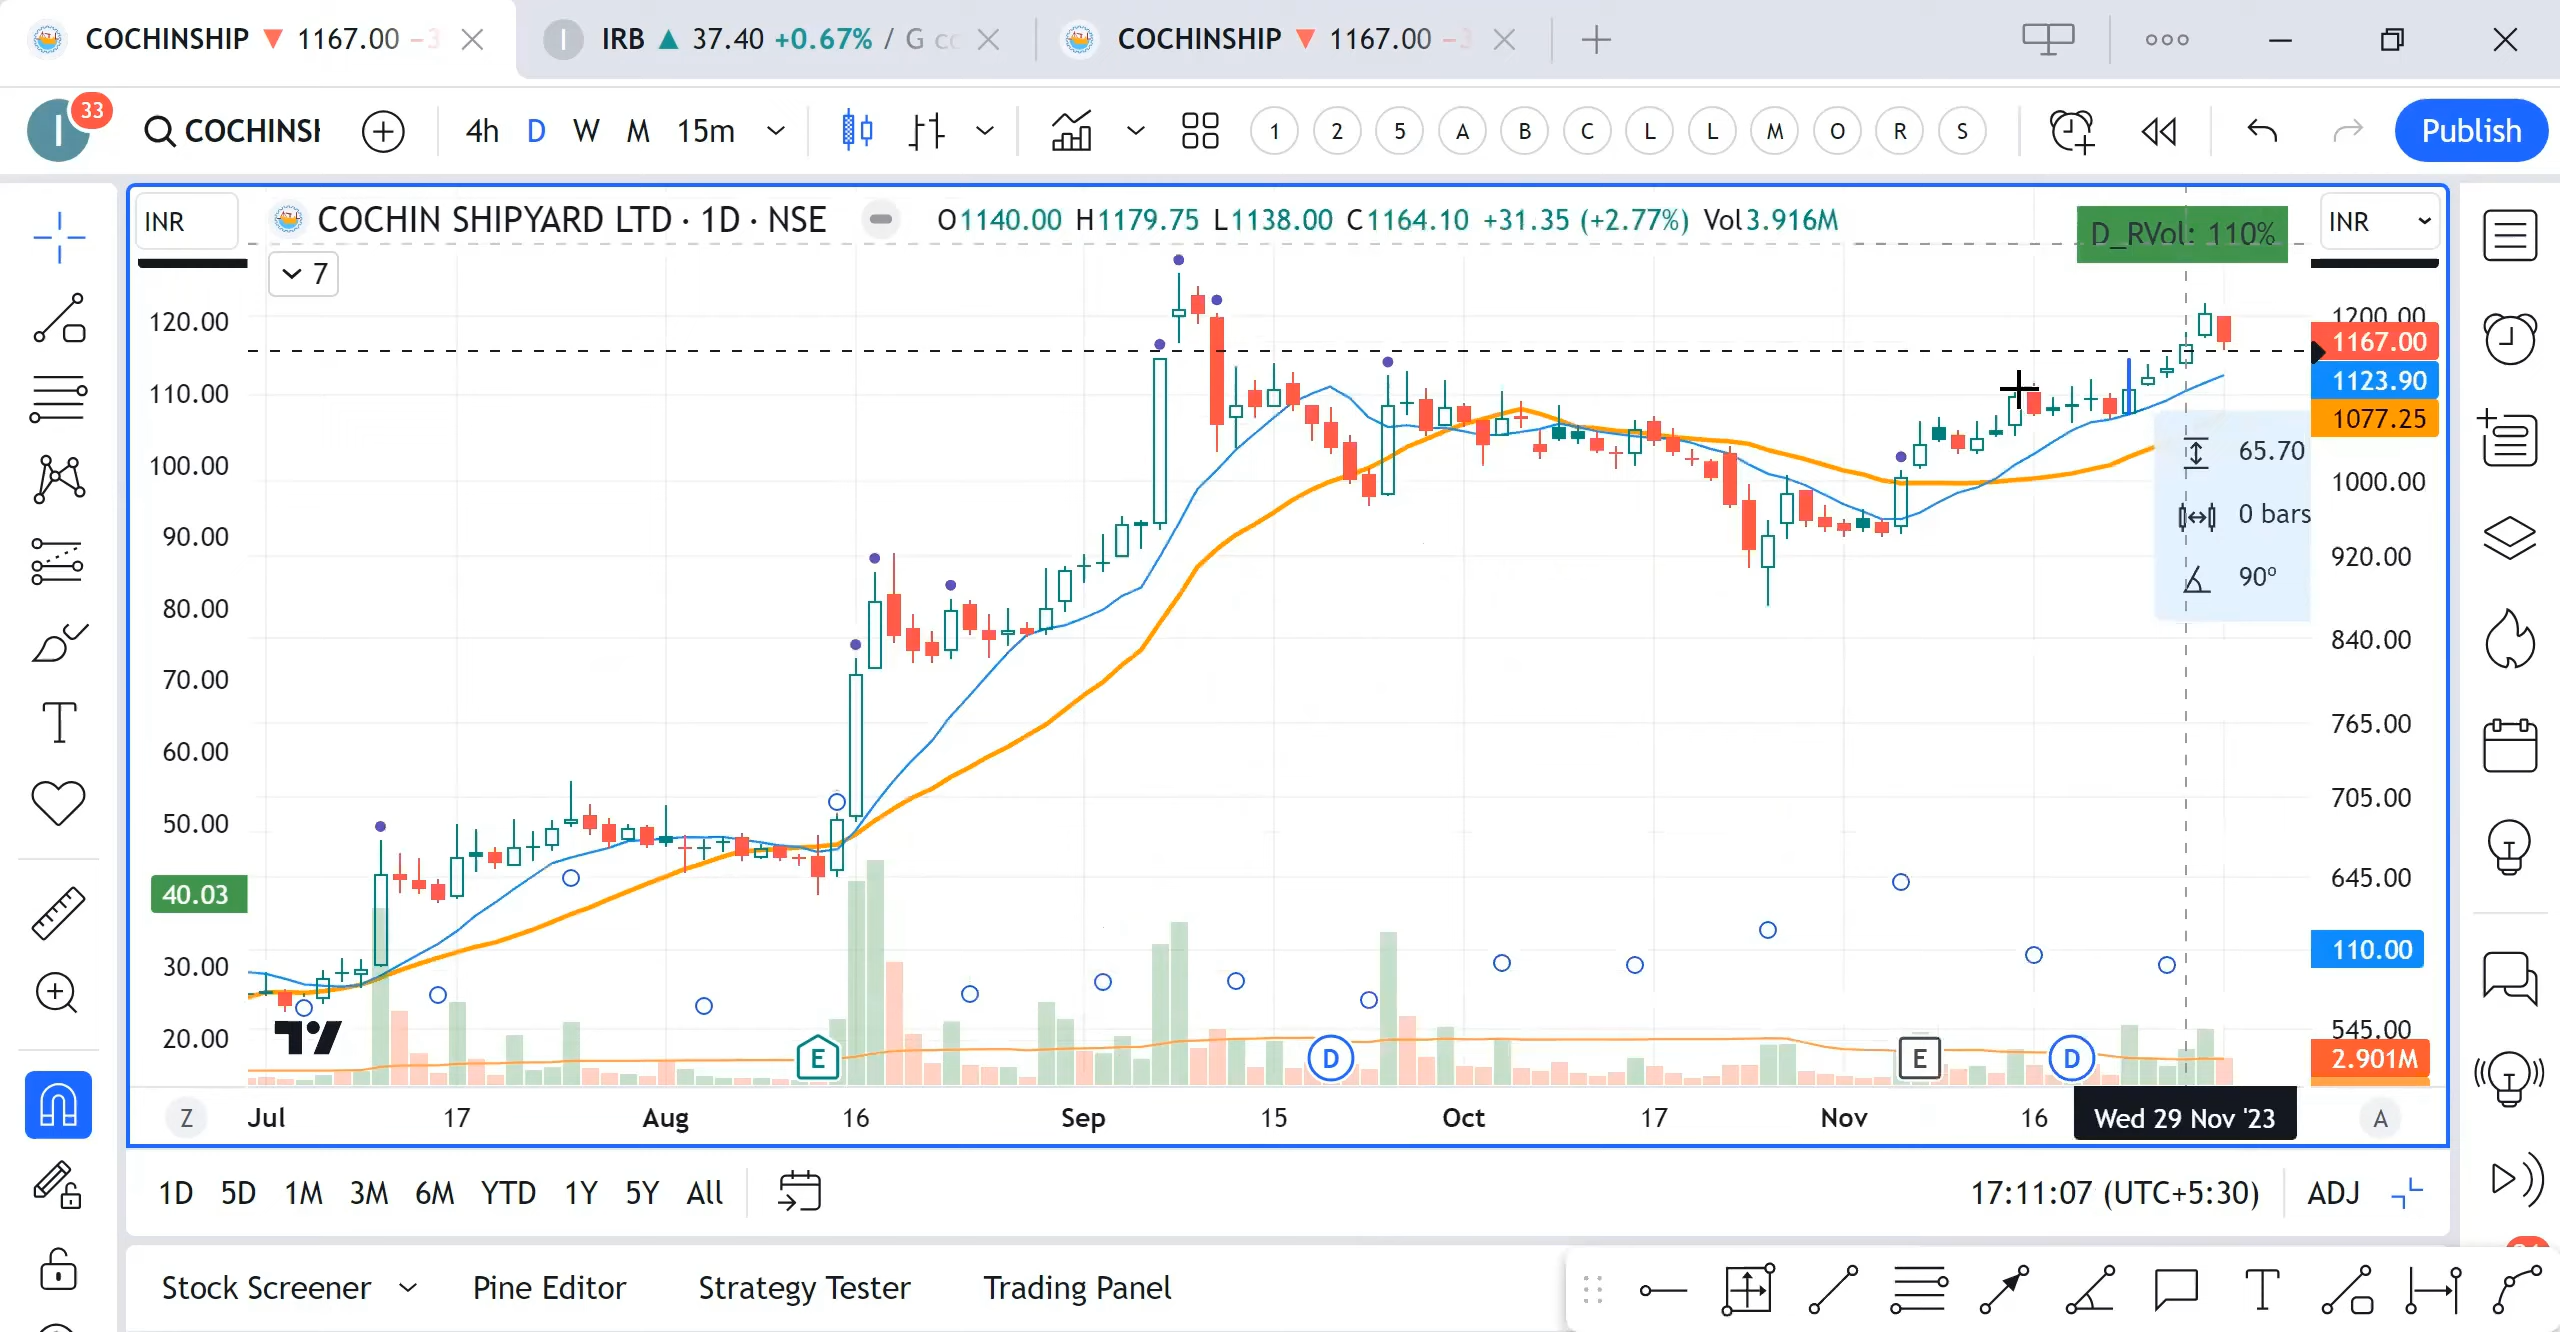 COCHINSHIP 1167.00 −3
I IRB 37.40 +0.67% / G
COCHINSHIP 1167.00 −3
I 33 COCHINSH 4h D W M 15m 1 2 5 A B C L L M O R S Publish
INR COCHIN SHIPYARD LTD · 1D · NSE O1140.00 H1179.75 L1138.00 C1164.10 +31.35 (+2.77%) Vol3.916M D_RVol: 110% INR
7
120.00
110.00
100.00
90.00
80.00
70.00
60.00
50.00
40.03
30.00
20.00
1200.00
1167.00
1123.90
1077.25
1000.00
920.00
840.00
765.00
705.00
645.00
110.00
545.00
2.901M
65.70
0 bars
90º
E D E D
Z Jul 17 Aug 16 Sep 15 Oct 17 Nov 16 Wed 29 Nov '23 A
1D 5D 1M 3M 6M YTD 1Y 5Y All 17:11:07 (UTC+5:30) ADJ
Stock Screener Pine Editor Strategy Tester Trading Panel